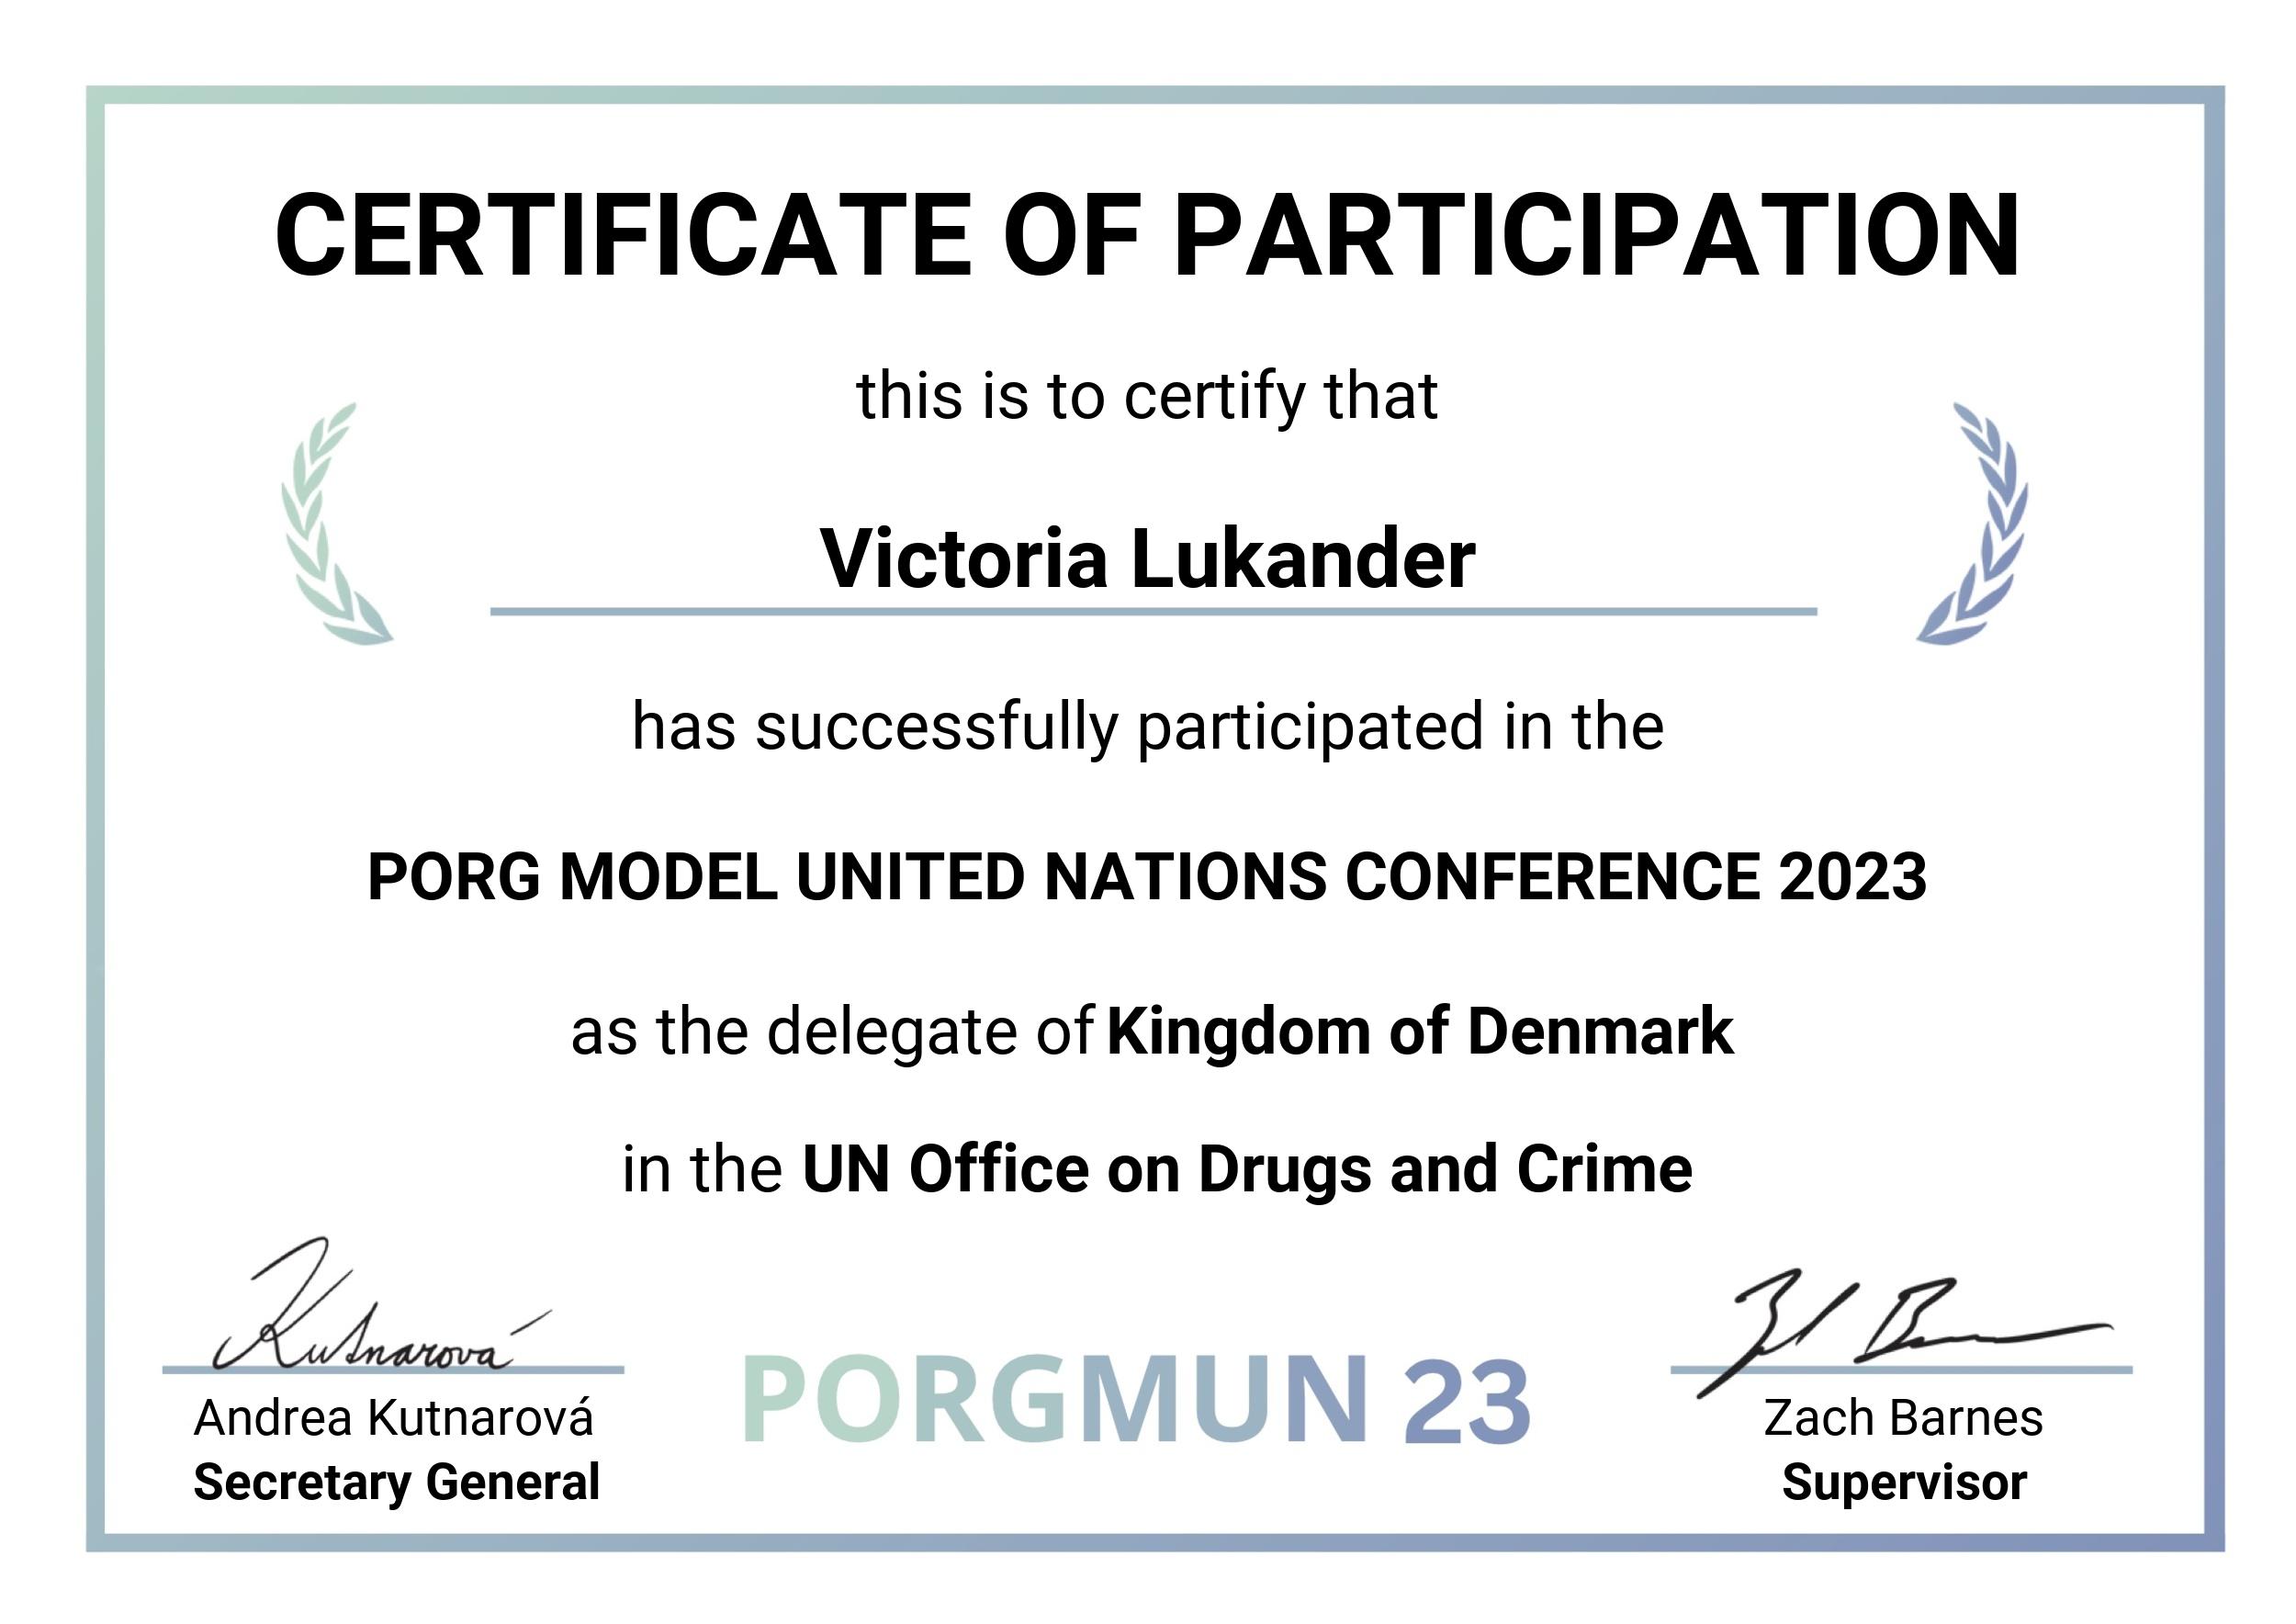 CERTIFICATE OF PARTICIPATION
this is to certify that
Victoria Lukander
has successfully participated in the
PORG MODEL UNITED NATIONS CONFERENCE 2023
as the delegate of Kingdom of Denmark
in the UN Office on Drugs and Crime
Kutnarová
Andrea Kutnarová
Secretary General
PORGMUN 23
Zach Barnes
Supervisor